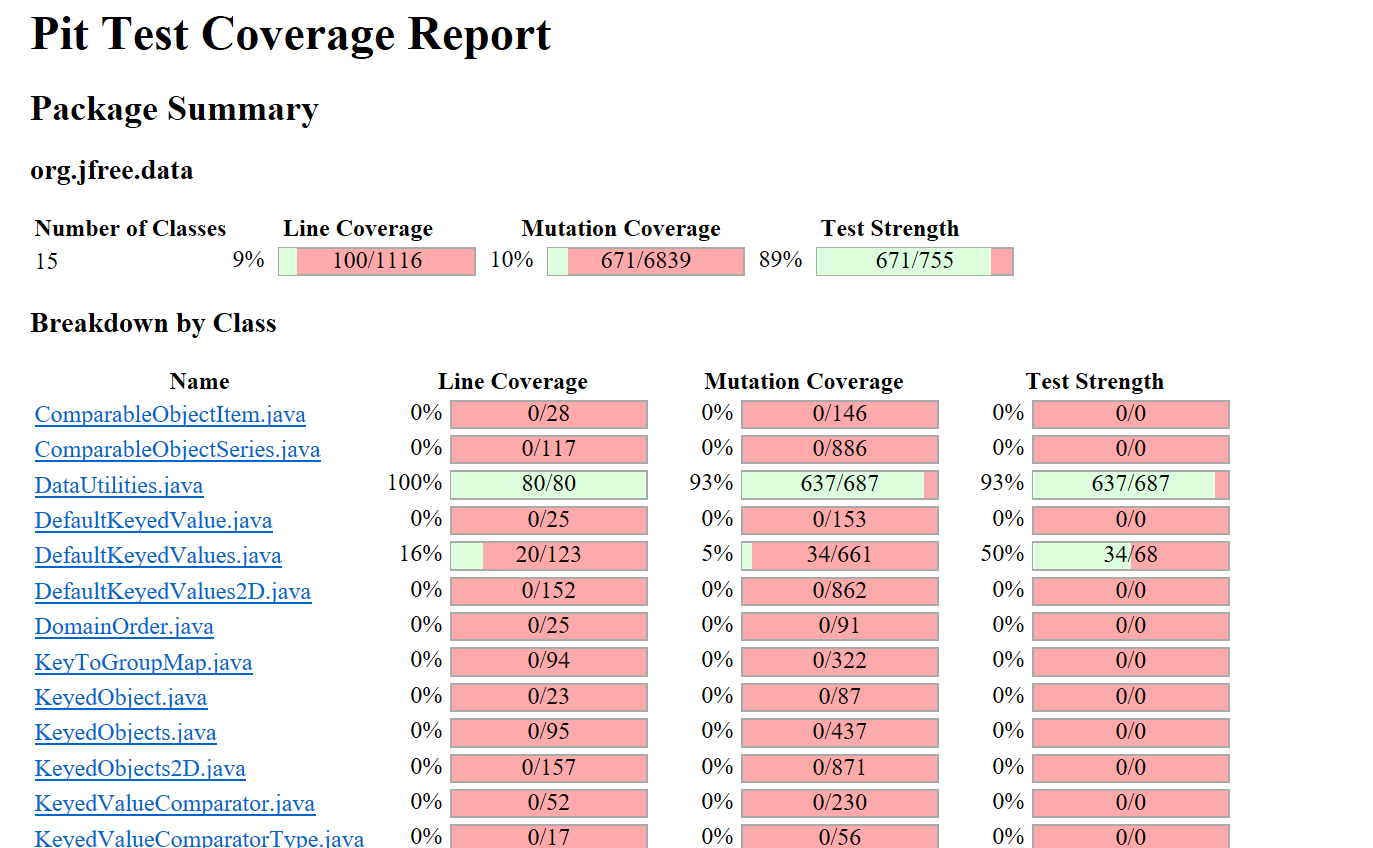 Pit Test Coverage Report
Package Summary
org.jfree.data
Number of Classes Line Coverage Mutation Coverage Test Strength
15 9% 100/1116 10% 671/6839 89% 671/755
Breakdown by Class
Name Line Coverage Mutation Coverage Test Strength
ComparableObjectItem.java 0% 0/28 0% 0/146 0% 0/0
ComparableObjectSeries.java 0% 0/117 0% 0/886 0% 0/0
DataUtilities.java 100% 80/80 93% 637/687 93% 637/687
DefaultKeyedValue.java 0% 0/25 0% 0/153 0% 0/0
DefaultKeyedValues.java 16% 20/123 5% 34/661 50% 34/68
DefaultKeyedValues2D.java 0% 0/152 0% 0/862 0% 0/0
DomainOrder.java 0% 0/25 0% 0/91 0% 0/0
KeyToGroupMap.java 0% 0/94 0% 0/322 0% 0/0
KeyedObject.java 0% 0/23 0% 0/87 0% 0/0
KeyedObjects.java 0% 0/95 0% 0/437 0% 0/0
KeyedObjects2D.java 0% 0/157 0% 0/871 0% 0/0
KeyedValueComparator.java 0% 0/52 0% 0/230 0% 0/0
KeyedValueComparatorType.java 0% 0/17 0% 0/56 0% 0/0